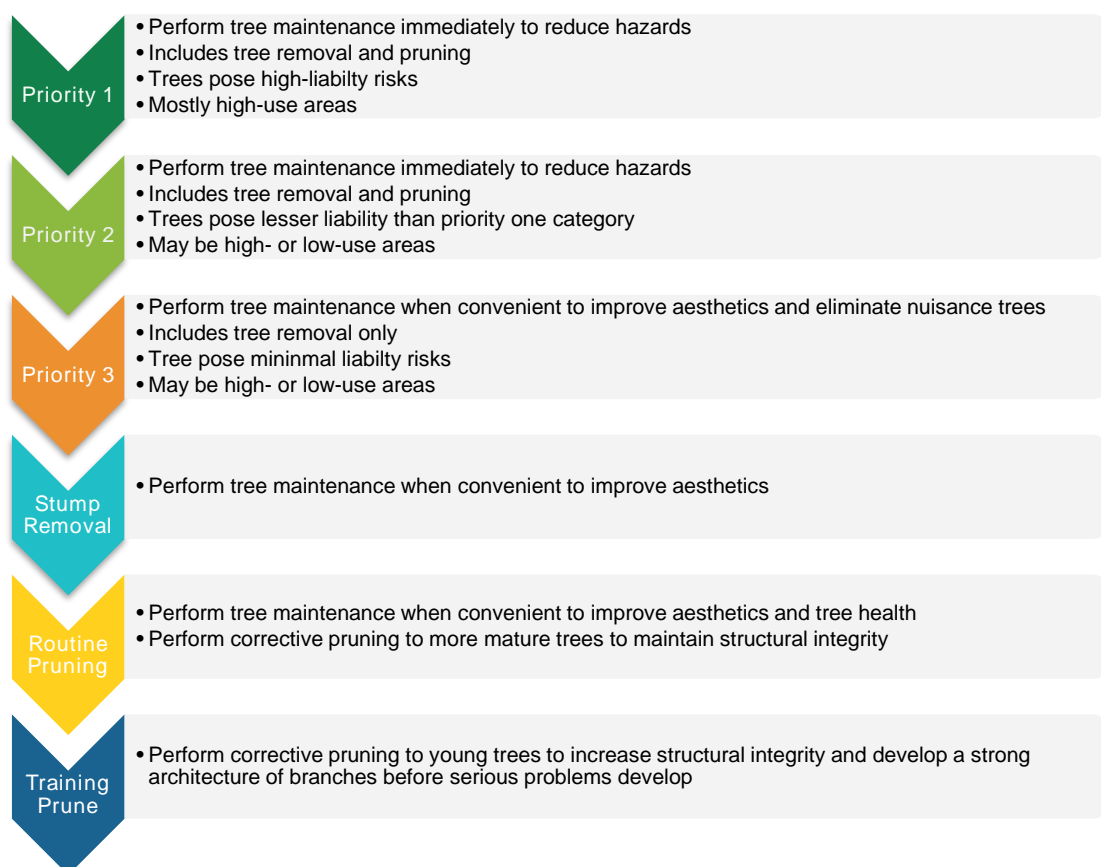 Priority 1
• Perform tree maintenance immediately to reduce hazards
• Includes tree removal and pruning
• Trees pose high-liabilty risks
• Mostly high-use areas
Priority 2
• Perform tree maintenance immediately to reduce hazards
• Includes tree removal and pruning
• Trees pose lesser liability than priority one category
• May be high- or low-use areas
Priority 3
• Perform tree maintenance when convenient to improve aesthetics and eliminate nuisance trees
• Includes tree removal only
• Tree pose mininmal liabilty risks
• May be high- or low-use areas
Stump
Removal
• Perform tree maintenance when convenient to improve aesthetics
Routine
Pruning
• Perform tree maintenance when convenient to improve aesthetics and tree health
• Perform corrective pruning to more mature trees to maintain structural integrity
Training
Prune
• Perform corrective pruning to young trees to increase structural integrity and develop a strong
architecture of branches before serious problems develop